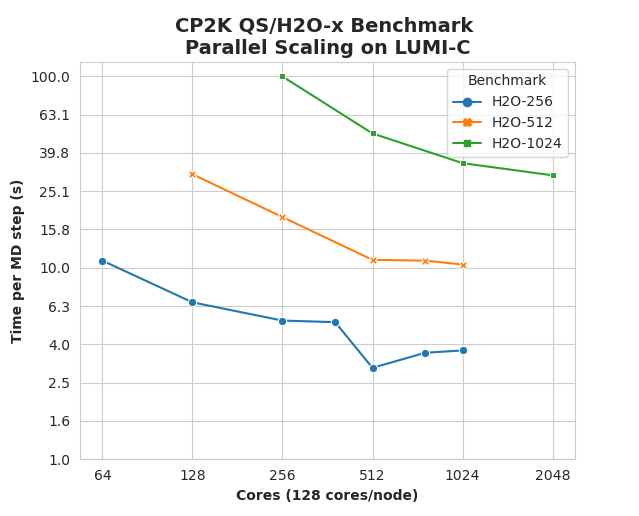 CP2K QS/H2O-x Benchmark
Parallel Scaling on LUMI-C
Time per MD step (s)
100.0
63.1
39.8
25.1
15.8
10.0
6.3
4.0
2.5
1.6
1.0
Benchmark
H2O-256
H2O-512
H2O-1024
64 128 256 512 1024 2048
Cores (128 cores/node)